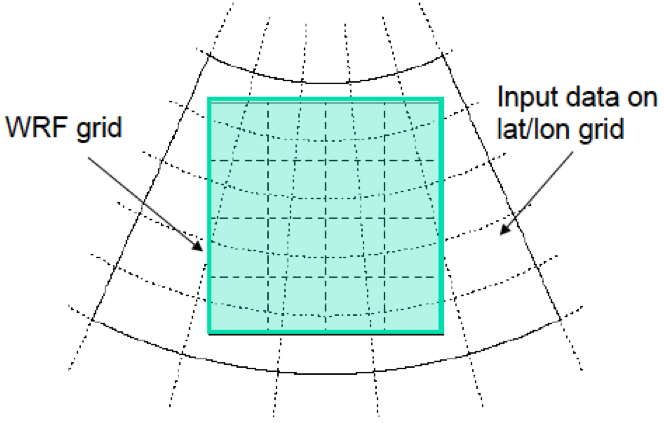 WRF grid
Input data on
lat/lon grid